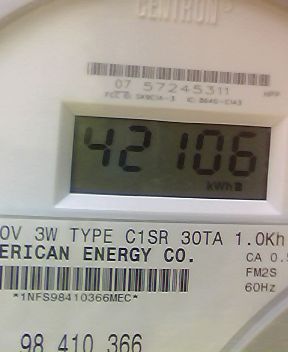 CENTRON
07 57245311
42106
kWh
0V 3W TYPE C1SR 30TA 1.0Kh
ERICAN ENERGY CO.
CA 0.5
FM2S
*1NFS98410366MEC*
60Hz
98 410 366